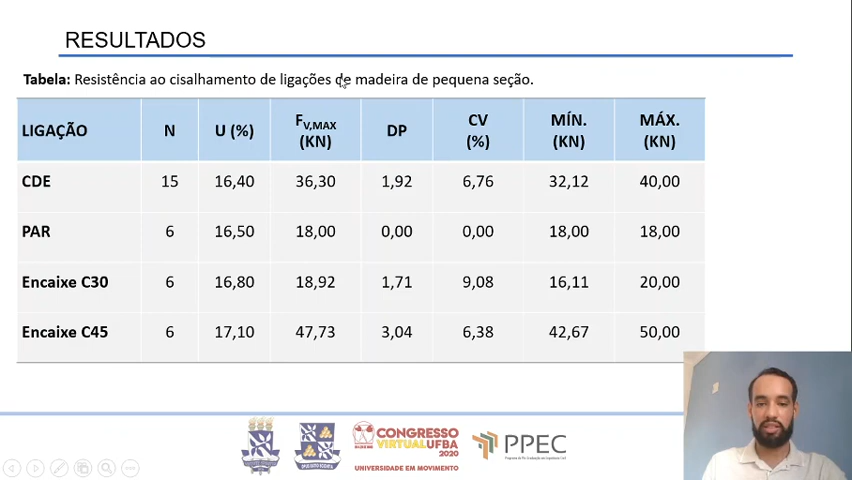 RESULTADOS
Tabela: Resistência ao cisalhamento de ligações de madeira de pequena seção.
LIGAÇÃO N U (%) FV,MAX (KN) DP CV (%) MÍN. (KN) MÁX. (KN)
CDE 15 16,40 36,30 1,92 6,76 32,12 40,00
PAR 6 16,50 18,00 0,00 0,00 18,00 18,00
Encaixe C30 6 16,80 18,92 1,71 9,08 16,11 20,00
Encaixe C45 6 17,10 47,73 3,04 6,38 42,67 50,00
CONGRESSO
VIRTUALUFBA
2020
UNIVERSIDADE EM MOVIMENTO
PPEC